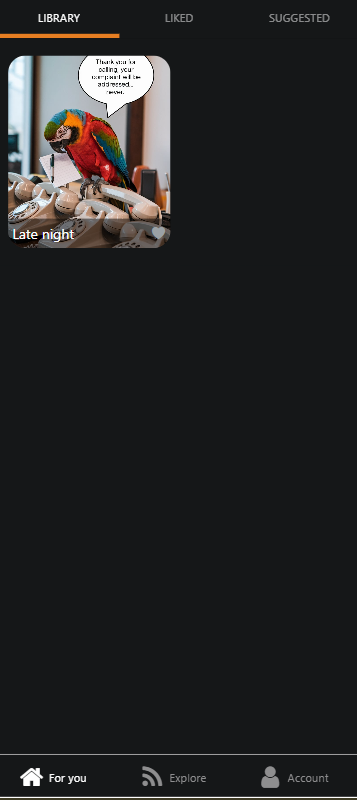 LIBRARY LIKED SUGGESTED
Thank you for
calling, your
complaint will be
addressed...
never.
Late night
For you Explore Account